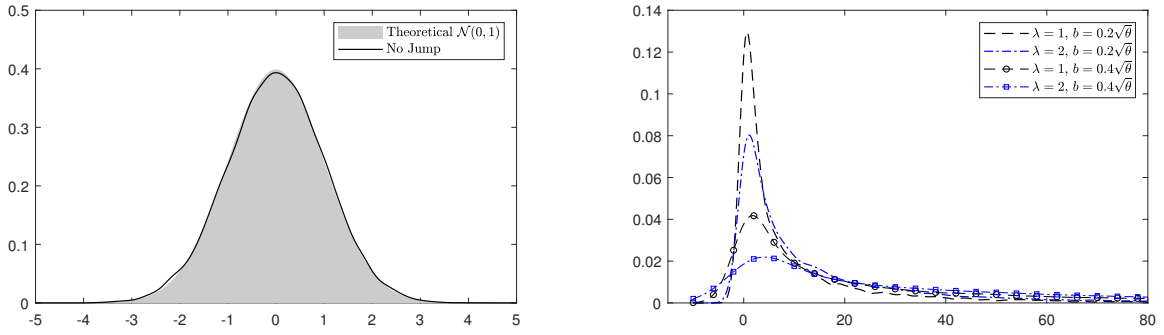 0.5
0.4
0.3
0.2
0.1
0
-5 -4 -3 -2 -1 0 1 2 3 4 5
Theoretical 𝒩(0, 1)
No Jump
0.14
0.12
0.10
0.08
0.06
0.04
0.02
0
0 20 40 60 80
λ = 1, b = 0.2√θ
λ = 2, b = 0.2√θ
λ = 1, b = 0.4√θ
λ = 2, b = 0.4√θ